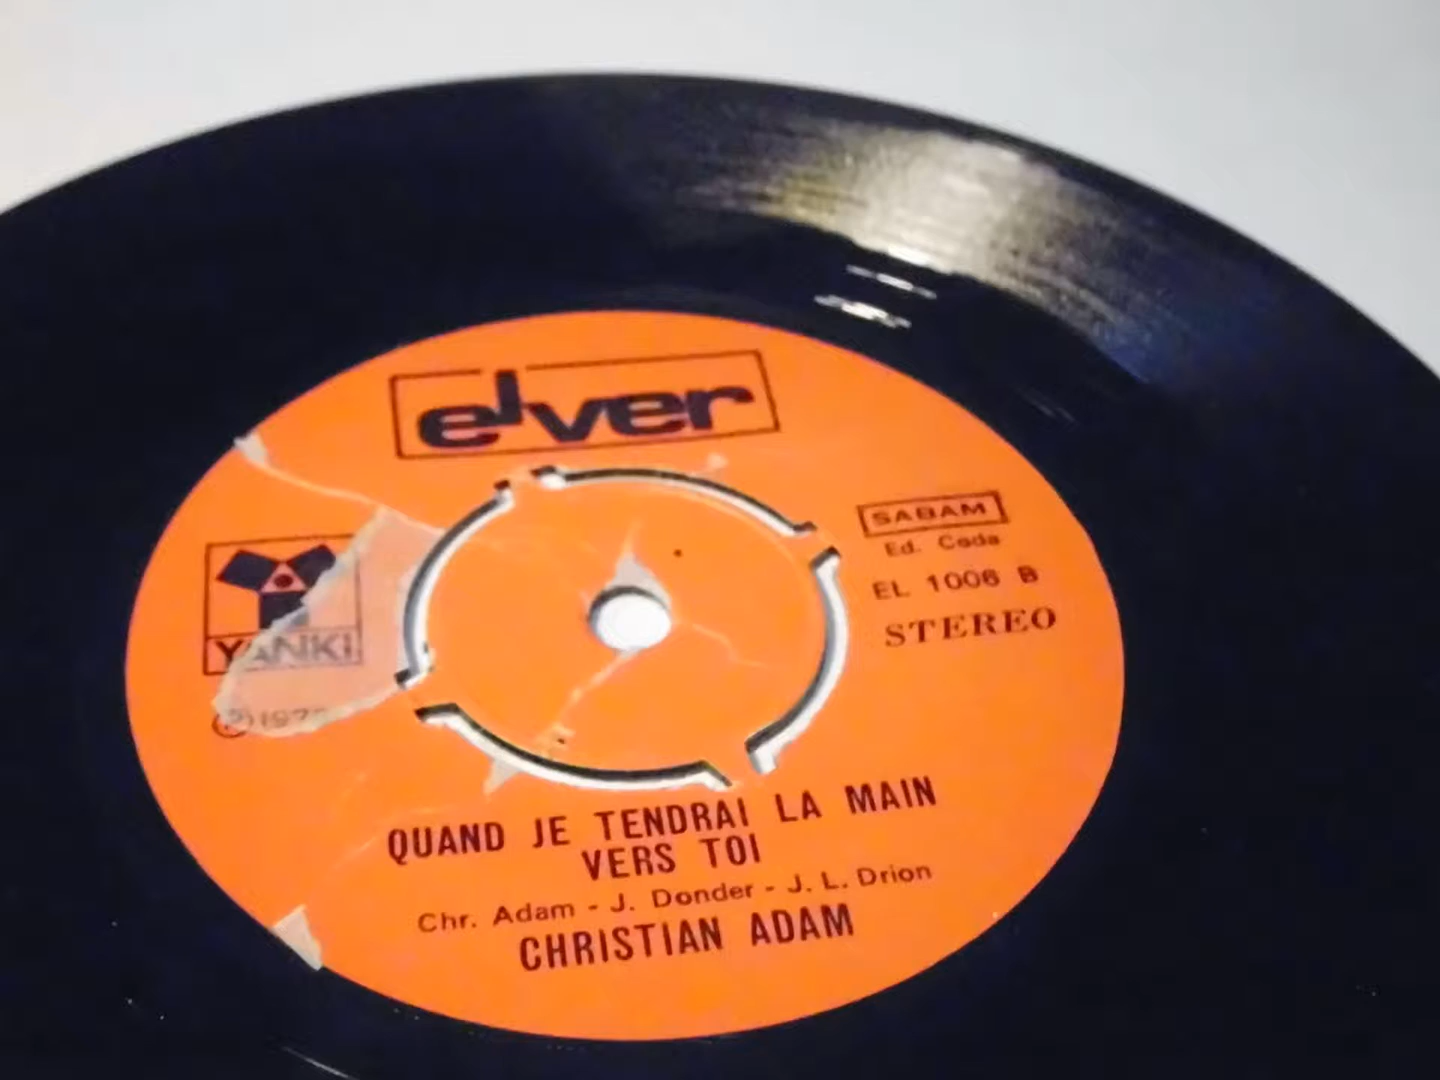 elver
SABAM
Ed. Coda
EL 1006 B
STEREO
YANKI
QUAND JE TENDRAI LA MAIN
VERS TOI
Chr. Adam - J. Donder - J. L. Drion
CHRISTIAN ADAM